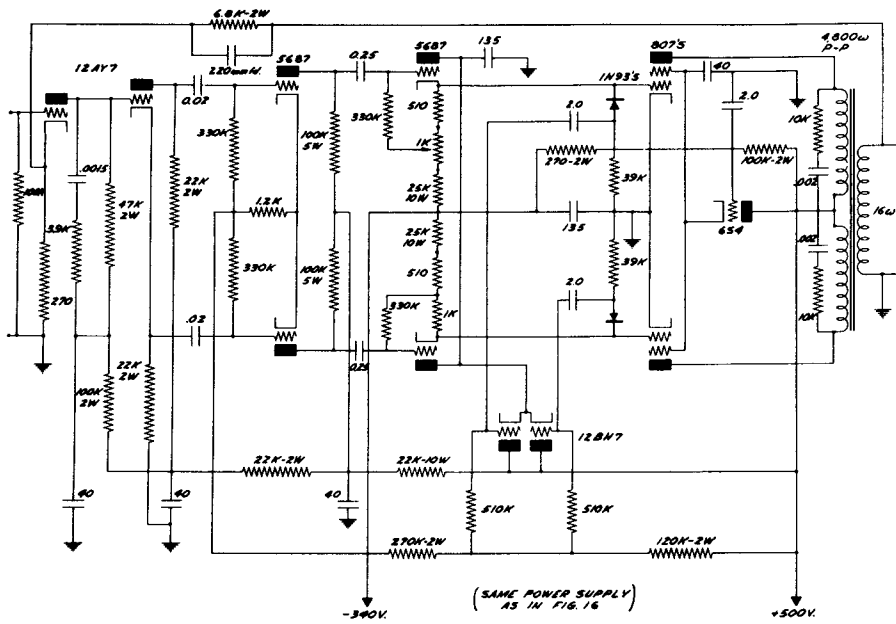 6.8K-2W
220mmfd.
12AY7
5687
0.25
5687
135
807'S
4,800ω
P-P
40
1N93'S
0.02
510
2.0
2.0
330K
330K
10K
100K
5W
1K
270-2W
100K-2W
.0015
22K
2W
.002
47K
2W
25K
10W
39K
1.2K
16ω
135
25K
10W
654
330K
100K
5W
39K
.002
270
510
2.0
330K
10K
.02
1K
0.25
100K
2W
22K
2W
12BH7
22K-2W
22K-10W
40
40
40
510K
510K
270K-2W
120K-2W
(SAME POWER SUPPLY
AS IN FIG. 16)
-340V.
+500V.